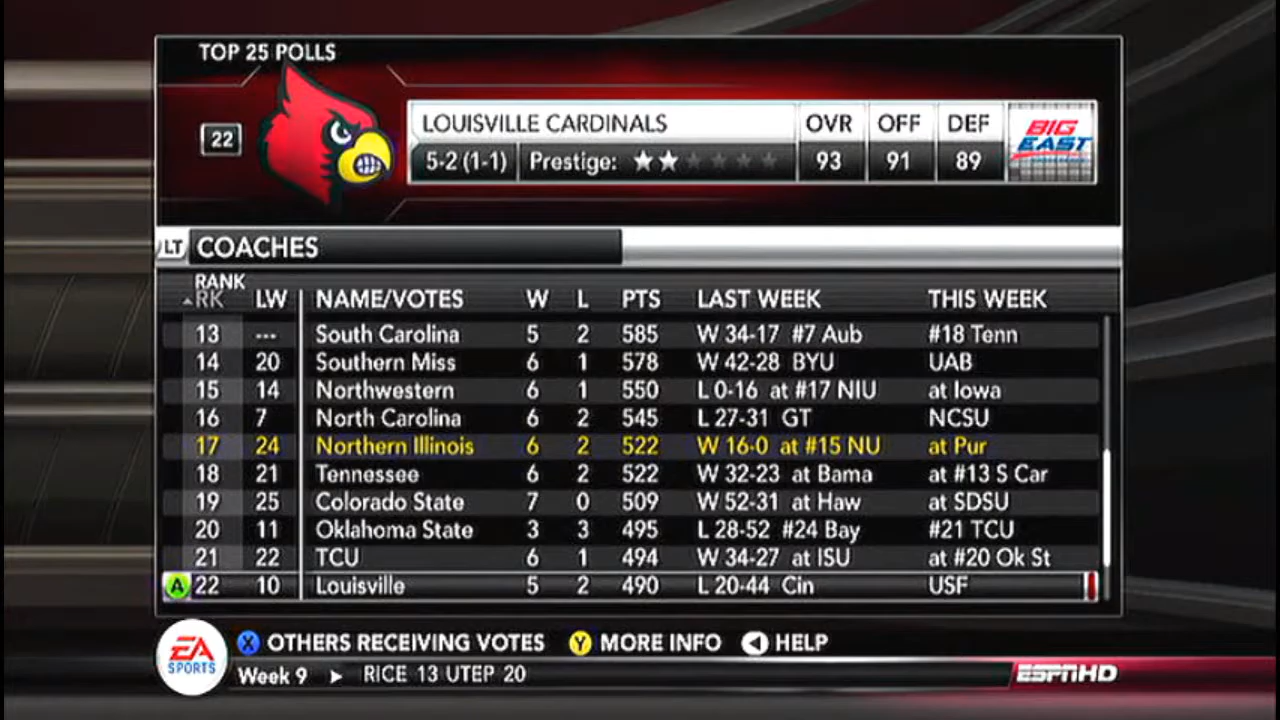 TOP 25 POLLS
22
LOUISVILLE CARDINALS OVR OFF DEF
5-2 (1-1) Prestige: 93 91 89
BIG EAST
LT COACHES
RANK
RK LW NAME/VOTES W L PTS LAST WEEK THIS WEEK
13 --- South Carolina 5 2 585 W 34-17 #7 Aub #18 Tenn
14 20 Southern Miss 6 1 578 W 42-28 BYU UAB
15 14 Northwestern 6 1 550 L 0-16 at #17 NIU at Iowa
16 7 North Carolina 6 2 545 L 27-31 GT NCSU
17 24 Northern Illinois 6 2 522 W 16-0 at #15 NU at Pur
18 21 Tennessee 6 2 522 W 32-23 at Bama at #13 S Car
19 25 Colorado State 7 0 509 W 52-31 at Haw at SDSU
20 11 Oklahoma State 3 3 495 L 28-52 #24 Bay #21 TCU
21 22 TCU 6 1 494 W 34-27 at ISU at #20 Ok St
A 22 10 Louisville 5 2 490 L 20-44 Cin USF
EA SPORTS
X OTHERS RECEIVING VOTES Y MORE INFO HELP
Week 9 RICE 13 UTEP 20
ESPNHD